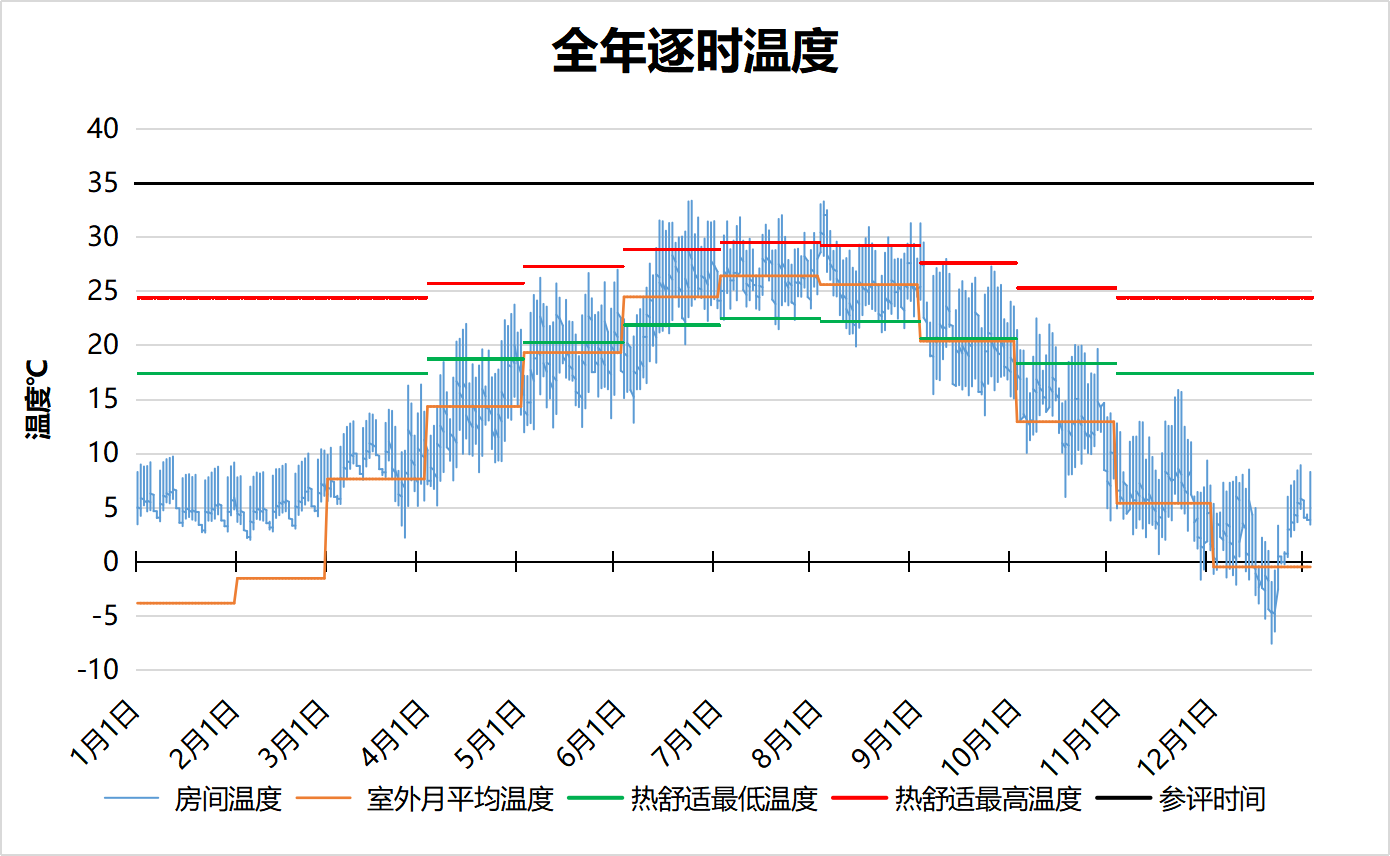 全年逐时温度
40
35
30
25
20
15
10
5
0
-5
-10
温度℃
1月1日
2月1日
3月1日
4月1日
5月1日
6月1日
7月1日
8月1日
9月1日
10月1日
11月1日
12月1日
房间温度 室外月平均温度 热舒适最低温度 热舒适最高温度 参评时间